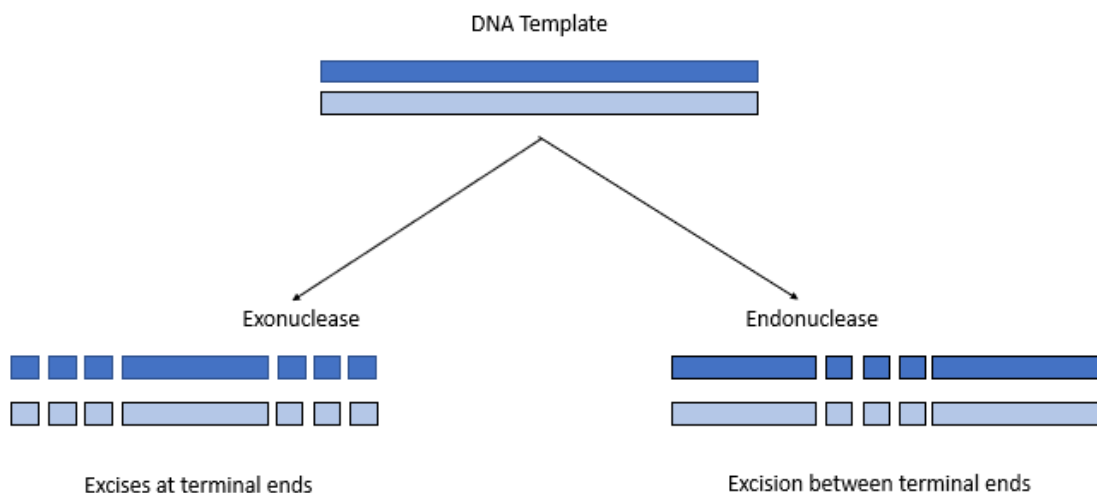 DNA Template
Exonuclease
Endonuclease
Excises at terminal ends
Excision between terminal ends